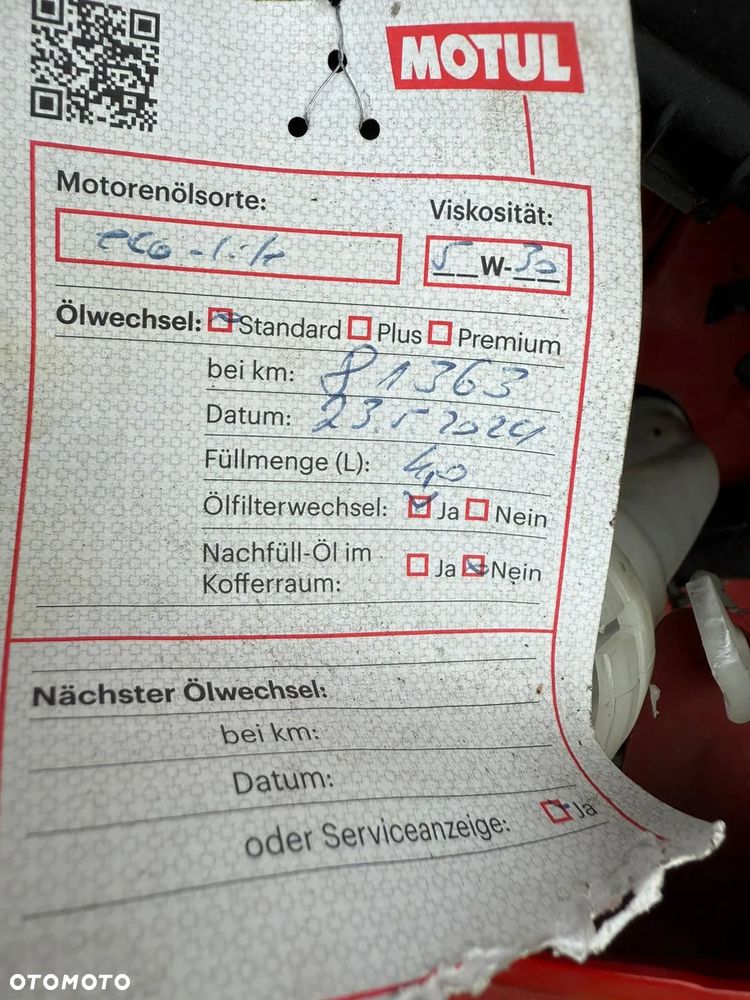 MOTUL
Motorenölsorte:
Viskosität:
eco-lite
5 W-30
Ölwechsel: Standard Plus Premium
bei km: 81363
Datum: 23.5.2024
Füllmenge (L): 4,0
Ölfilterwechsel: Ja Nein
Nachfüll-Öl im
Kofferraum: Ja Nein
Nächster Ölwechsel:
bei km:
Datum:
oder Serviceanzeige: Ja
OTOMOTO